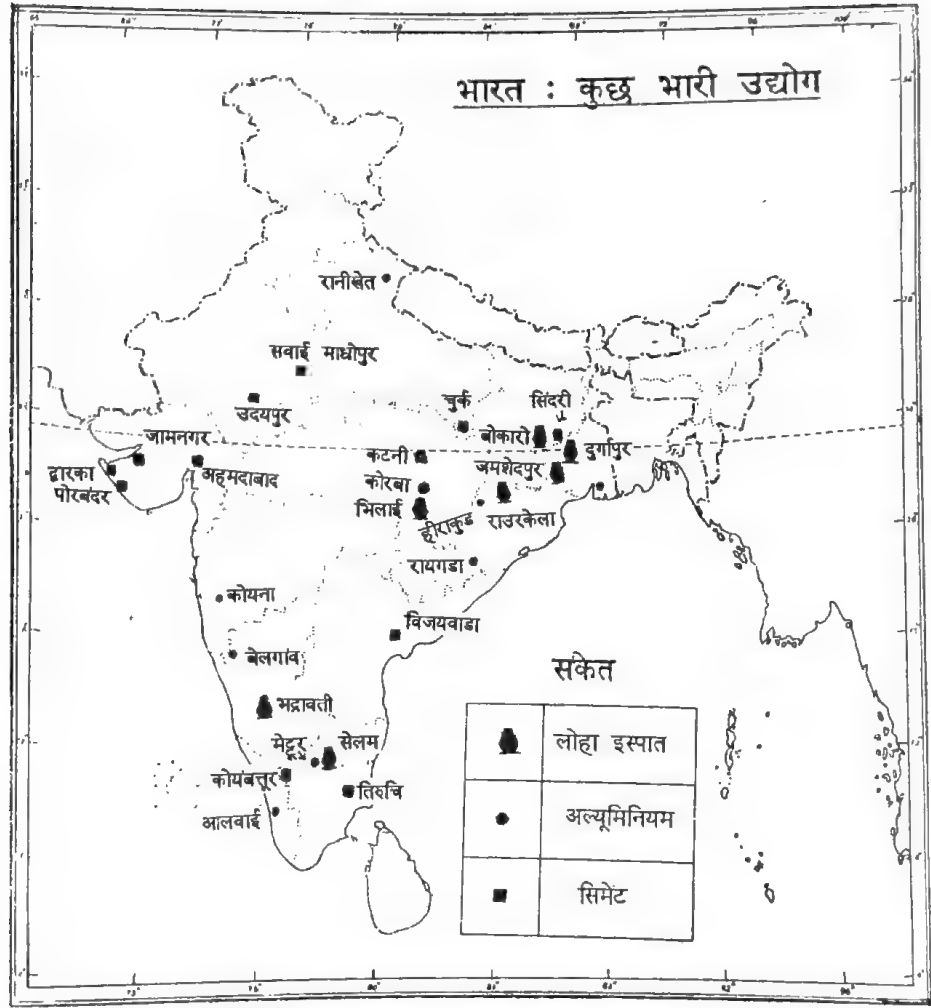 भारत : कुछ भारी उद्योग
रानीखेत
सवाई माधोपुर
उदयपुर
चुर्क
सिंदरी
बोकारो
दुर्गापुर
जामनगर
कटनी
जमशेदपुर
द्वारका
अहमदाबाद
पोरबंदर
कोरबा
भिलाई
हीराकुड
राउरकेला
रायगडा
कोयना
विजयवाडा
बेलगांव
भद्रावती
मेट्टूर
सेलम
कोयंबत्तूर
तिरुचि
आलवाई
संकेत
लोहा इस्पात
अल्यूमिनियम
सिमेंट